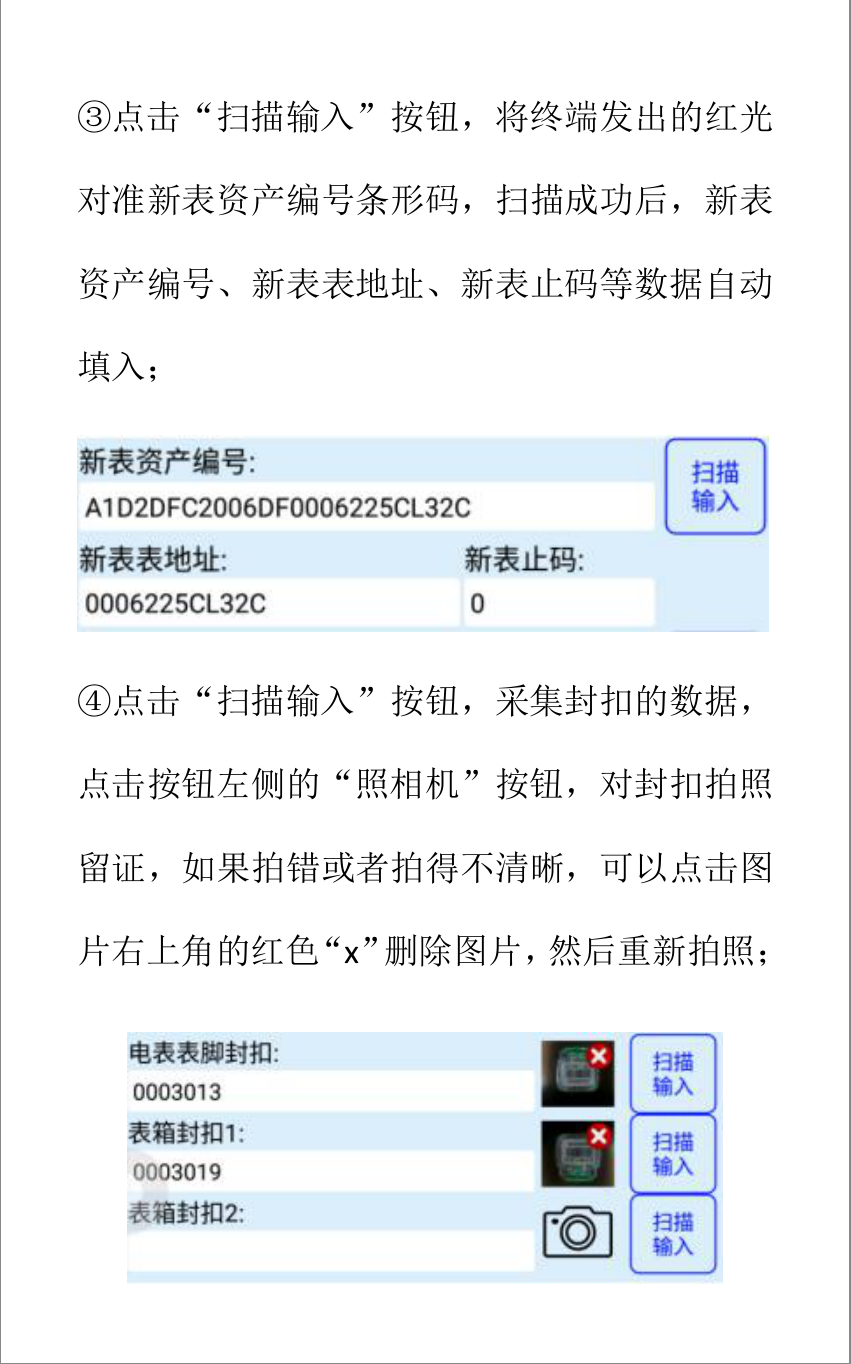 ③点击“扫描输入”按钮，将终端发出的红光
对准新表资产编号条形码，扫描成功后，新表
资产编号、新表表地址、新表止码等数据自动
填入；
新表资产编号:
扫描
输入
A1D2DFC2006DF0006225CL32C
新表表地址:
新表止码:
0006225CL32C
0
④点击“扫描输入”按钮，采集封扣的数据，
点击按钮左侧的“照相机”按钮，对封扣拍照
留证，如果拍错或者拍得不清晰，可以点击图
片右上角的红色“x”删除图片，然后重新拍照；
电表表脚封扣:
0003013
扫描
输入
表箱封扣1:
0003019
扫描
输入
表箱封扣2:
扫描
输入